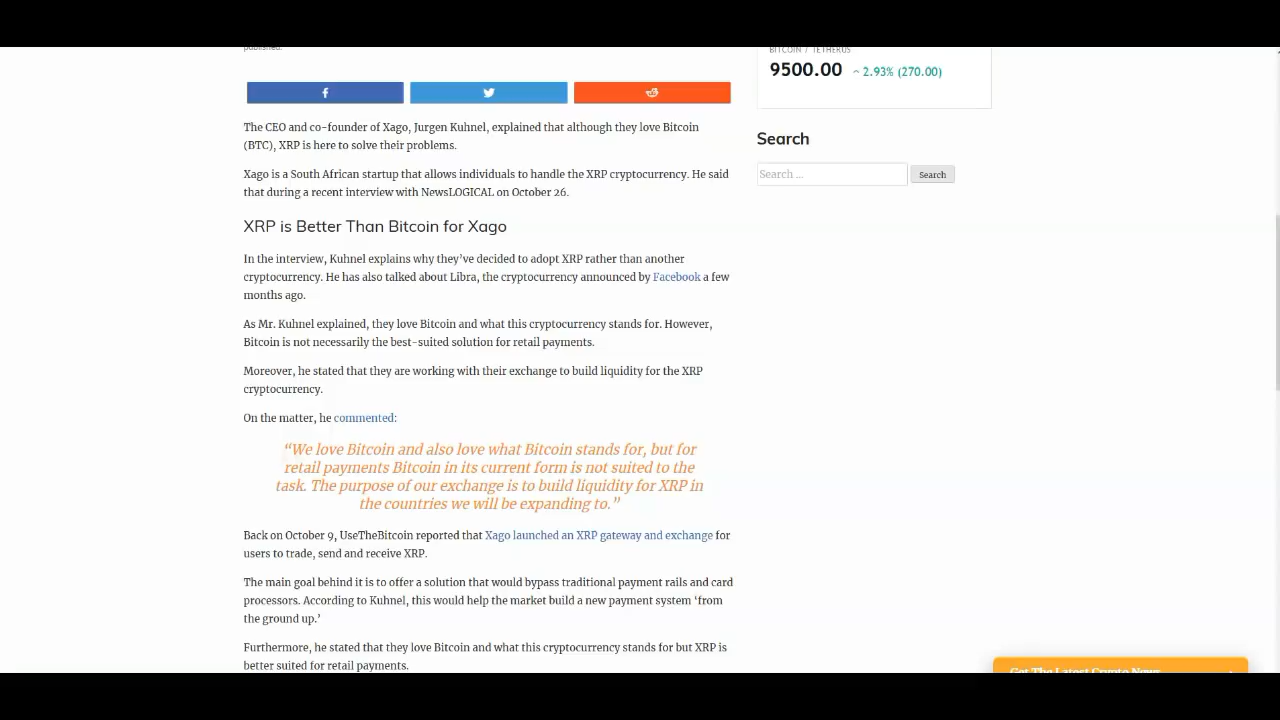 published.
The CEO and co-founder of Xago, Jurgen Kuhnel, explained that although they love Bitcoin
(BTC), XRP is here to solve their problems.
Xago is a South African startup that allows individuals to handle the XRP cryptocurrency. He said
that during a recent interview with NewsLOGICAL on October 26.
XRP is Better Than Bitcoin for Xago
In the interview, Kuhnel explains why they've decided to adopt XRP rather than another
cryptocurrency. He has also talked about Libra, the cryptocurrency announced by Facebook a few
months ago.
As Mr. Kuhnel explained, they love Bitcoin and what this cryptocurrency stands for. However,
Bitcoin is not necessarily the best-suited solution for retail payments.
Moreover, he stated that they are working with their exchange to build liquidity for the XRP
cryptocurrency.
On the matter, he commented:
“We love Bitcoin and also love what Bitcoin stands for, but for
retail payments Bitcoin in its current form is not suited to the
task. The purpose of our exchange is to build liquidity for XRP in
the countries we will be expanding to.”
Back on October 9, UseTheBitcoin reported that Xago launched an XRP gateway and exchange for
users to trade, send and receive XRP.
The main goal behind it is to offer a solution that would bypass traditional payment rails and card
processors. According to Kuhnel, this would help the market build a new payment system ‘from
the ground up.’
Furthermore, he stated that they love Bitcoin and what this cryptocurrency stands for but XRP is
better suited for retail payments.
BITCOIN / TETHERUS
9500.00 2.93% (270.00)
Search
Search ... Search
Get The Latest Crypto News